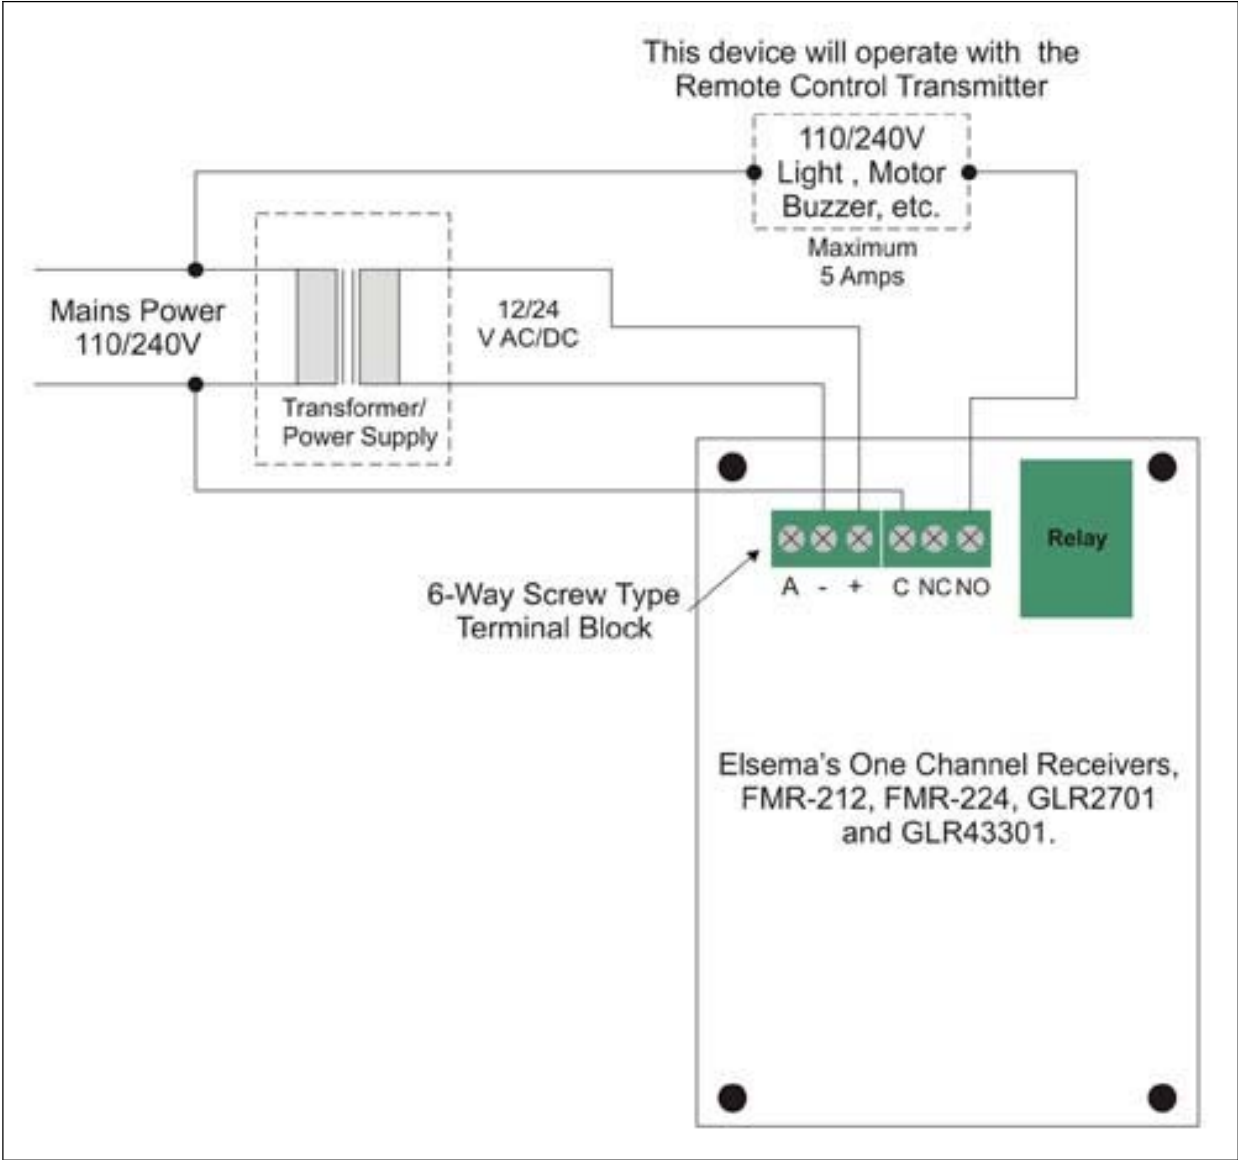 This device will operate with the
Remote Control Transmitter
110/240V
Light , Motor
Buzzer, etc.
Maximum
5 Amps
Mains Power
110/240V
12/24
V AC/DC
Transformer/
Power Supply
Relay
A - + C NC NO
6-Way Screw Type
Terminal Block
Elsema's One Channel Receivers,
FMR-212, FMR-224, GLR2701
and GLR43301.